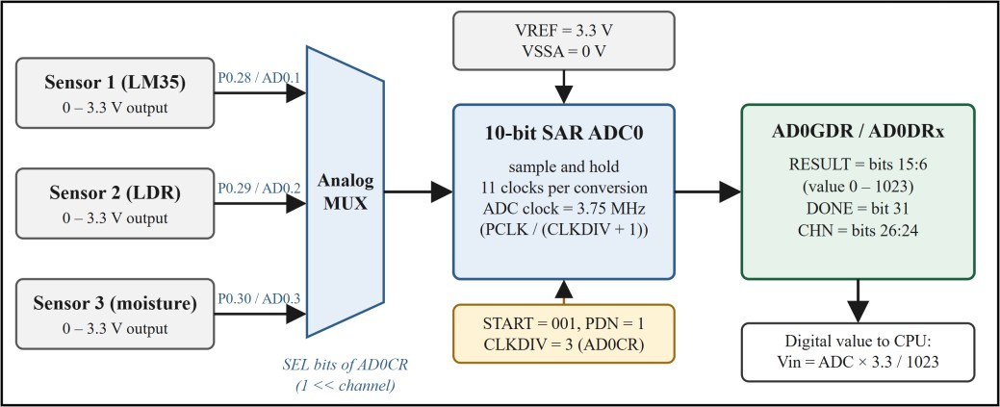 Sensor 1 (LM35)
0 – 3.3 V output
P0.28 / AD0.1
Sensor 2 (LDR)
0 – 3.3 V output
P0.29 / AD0.2
Sensor 3 (moisture)
0 – 3.3 V output
P0.30 / AD0.3
Analog
MUX
SEL bits of AD0CR
(1 << channel)
VREF = 3.3 V
VSSA = 0 V
10-bit SAR ADC0
sample and hold
11 clocks per conversion
ADC clock = 3.75 MHz
(PCLK / (CLKDIV + 1))
START = 001, PDN = 1
CLKDIV = 3 (AD0CR)
AD0GDR / AD0DRx
RESULT = bits 15:6
(value 0 – 1023)
DONE = bit 31
CHN = bits 26:24
Digital value to CPU:
Vin = ADC × 3.3 / 1023